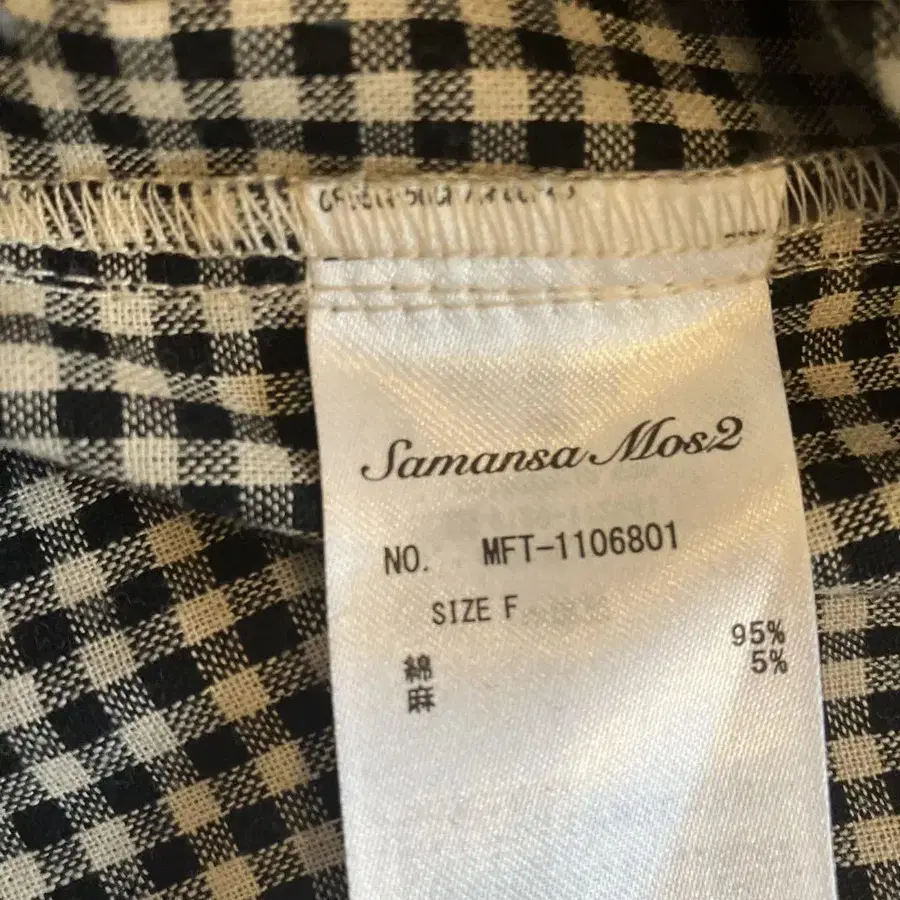 Samansa Mos2
NO. MFT-1106801
SIZE F
綿 95%
麻 5%